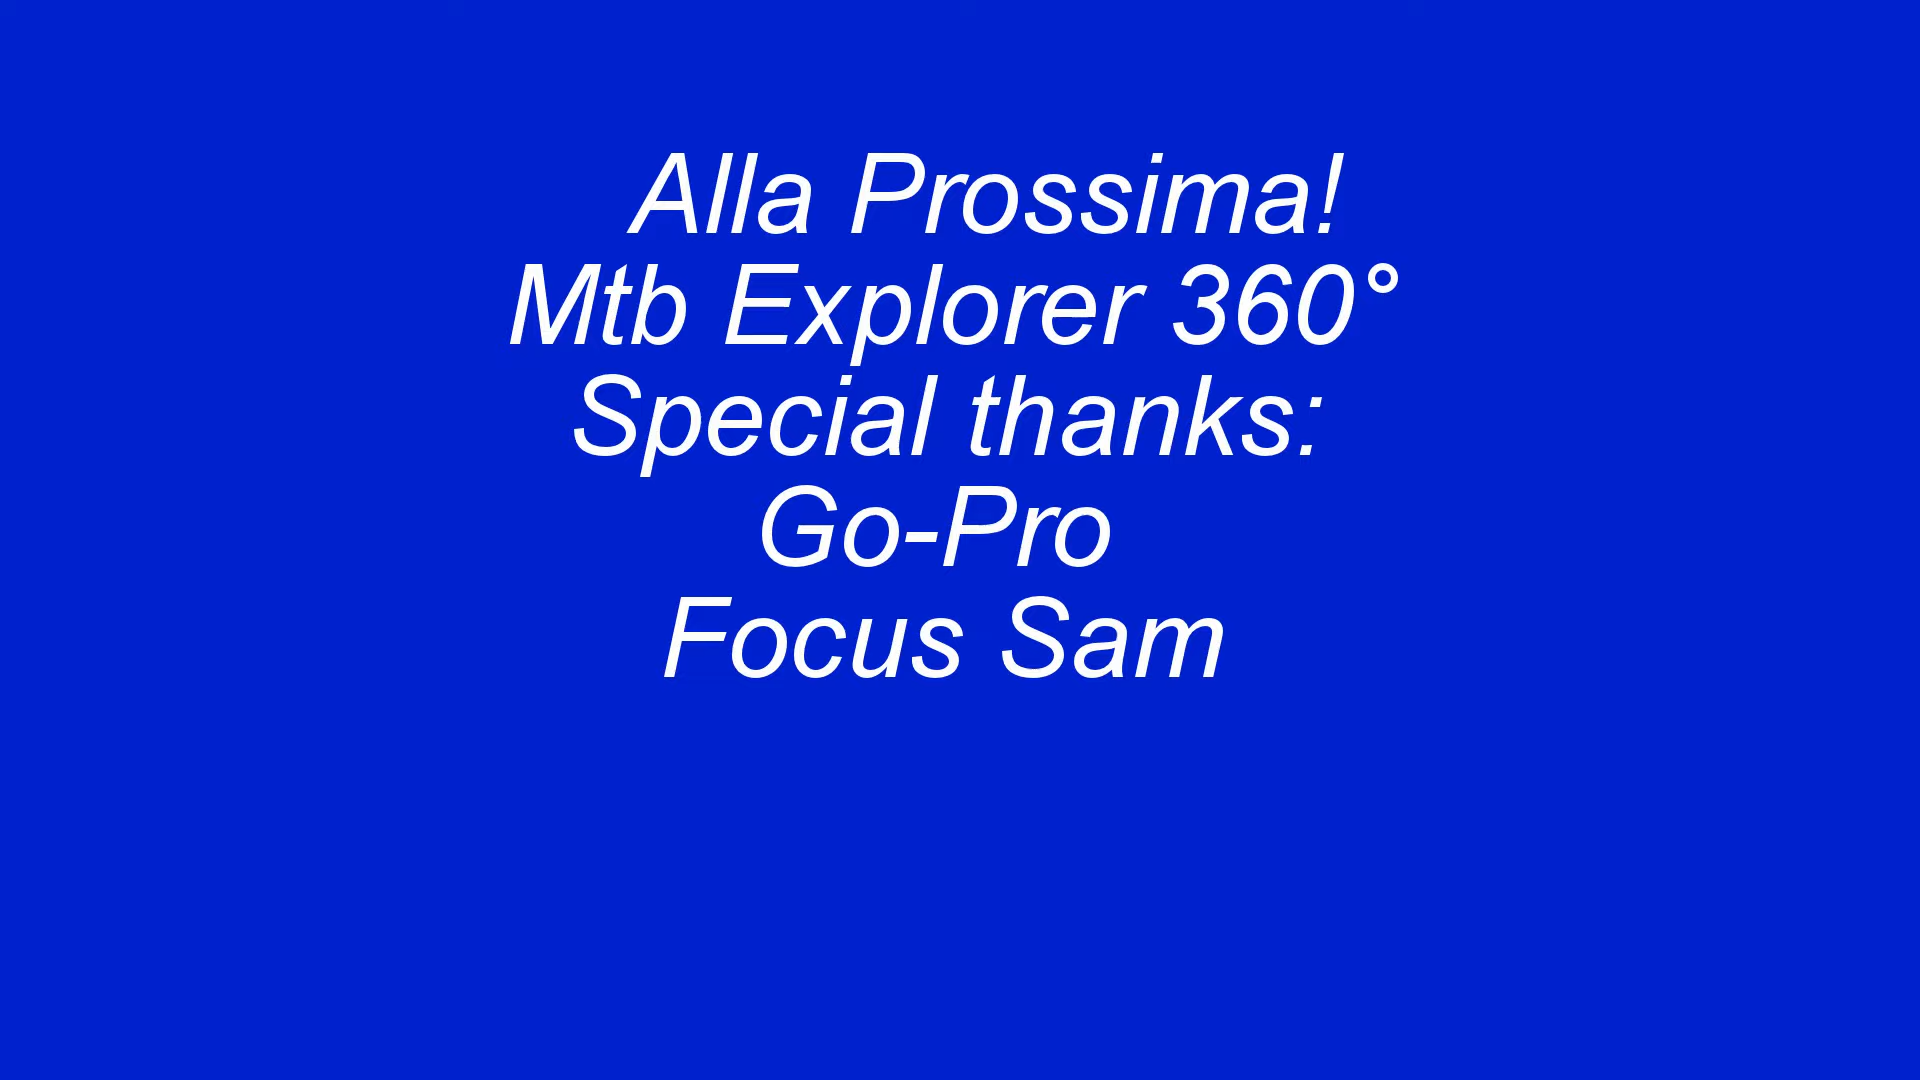 Alla Prossima!
Mtb Explorer 360°
Special thanks:
Go-Pro
Focus Sam